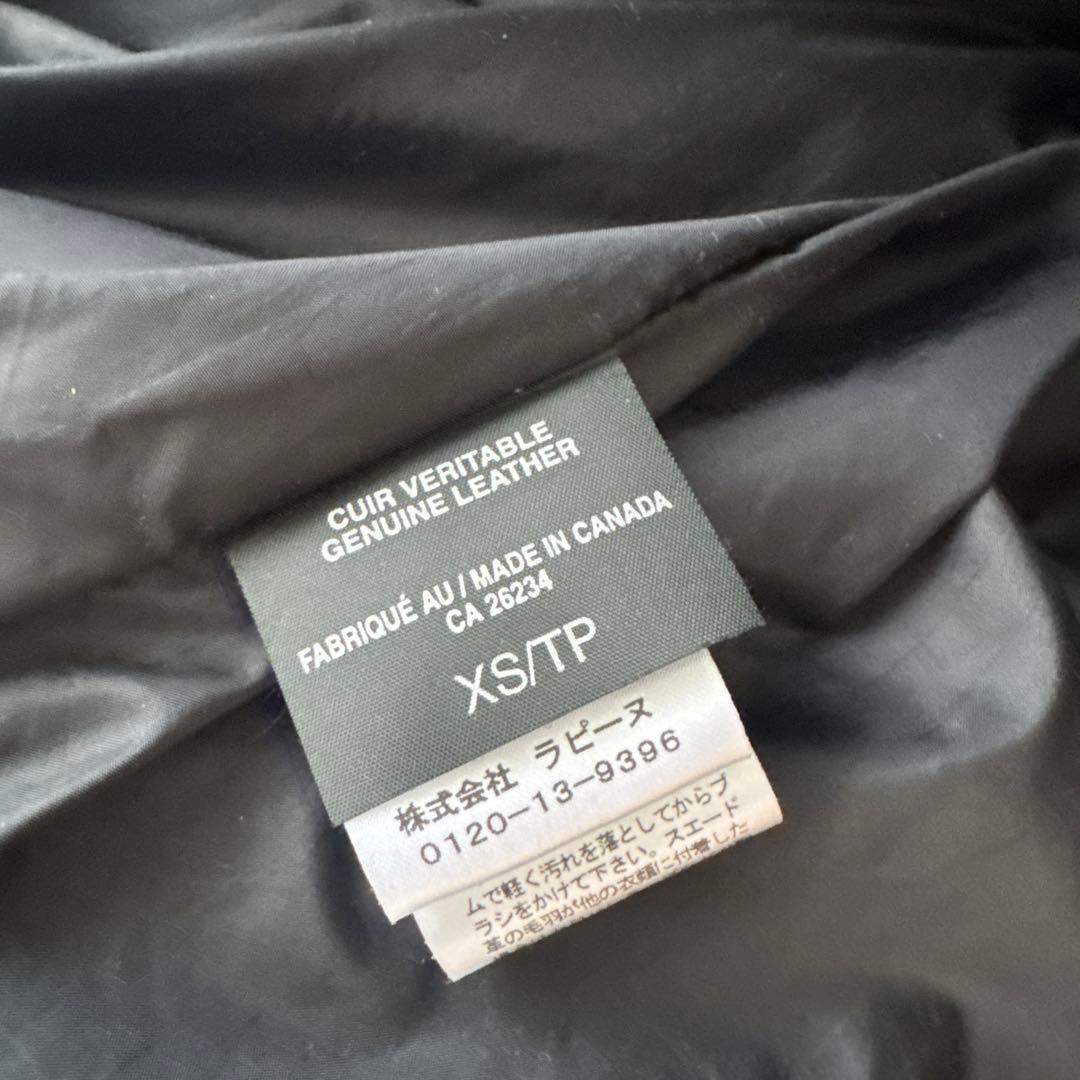 CUIR VERITABLE
GENUINE LEATHER
FABRIQUÉ AU / MADE IN CANADA
CA 26234
XS/TP
株式会社 ラピーヌ
0120-13-9396
ムで軽く汚れを落としてからブ
ラシをかけて下さい。スエード
革の毛羽が他の衣類に付着した